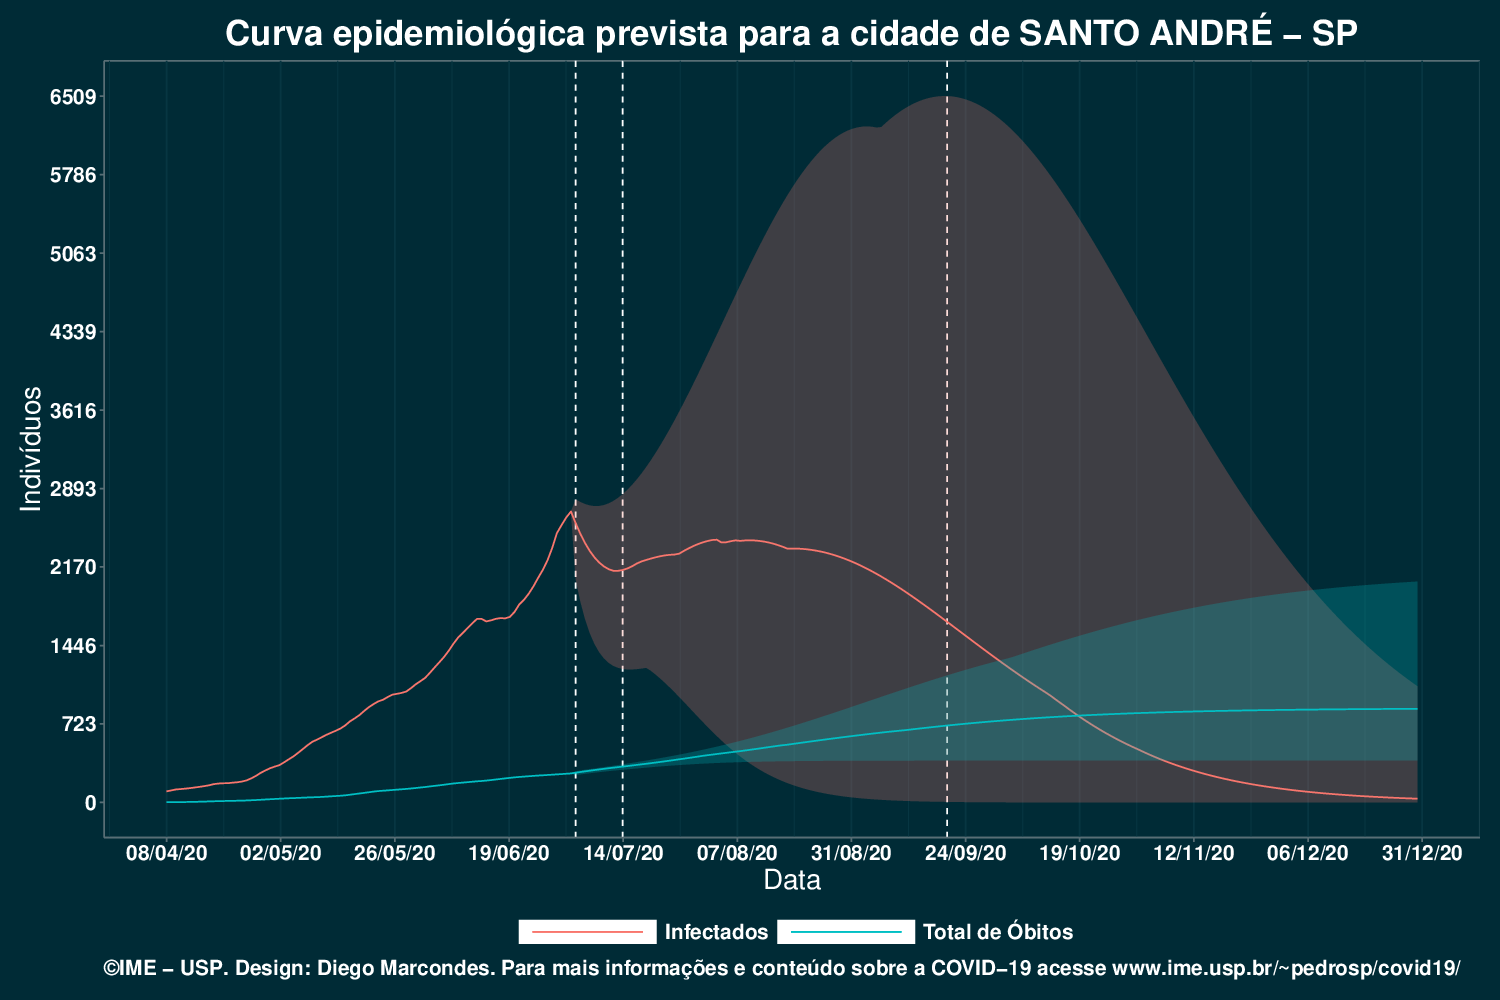 Curva epidemiológica prevista para a cidade de SANTO ANDRÉ – SP
6509
5786
5063
4339
3616
2893
2170
1446
723
0
Indivíduos
08/04/20 02/05/20 26/05/20 19/06/20 14/07/20 07/08/20 31/08/20 24/09/20 19/10/20 12/11/20 06/12/20 31/12/20
Data
Infectados Total de Óbitos
©IME – USP. Design: Diego Marcondes. Para mais informações e conteúdo sobre a COVID–19 acesse www.ime.usp.br/~pedrosp/covid19/